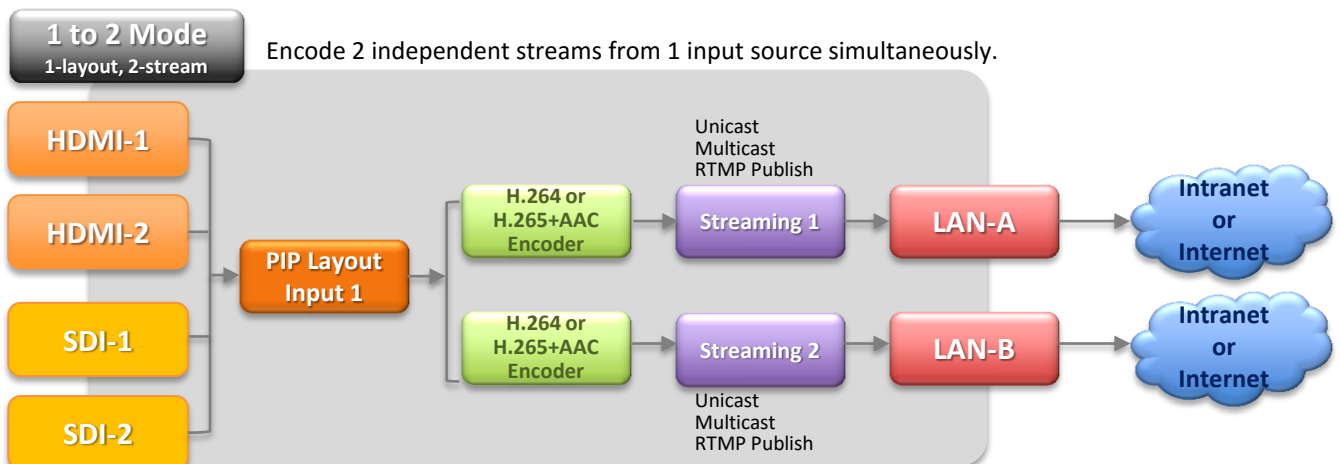 1 to 2 Mode
1-layout, 2-stream
Encode 2 independent streams from 1 input source simultaneously.
HDMI-1
HDMI-2
SDI-1
SDI-2
PIP Layout
Input 1
H.264 or
H.265+AAC
Encoder
Unicast
Multicast
RTMP Publish
Streaming 1
LAN-A
Intranet
or
Internet
H.264 or
H.265+AAC
Encoder
Streaming 2
Unicast
Multicast
RTMP Publish
LAN-B
Intranet
or
Internet